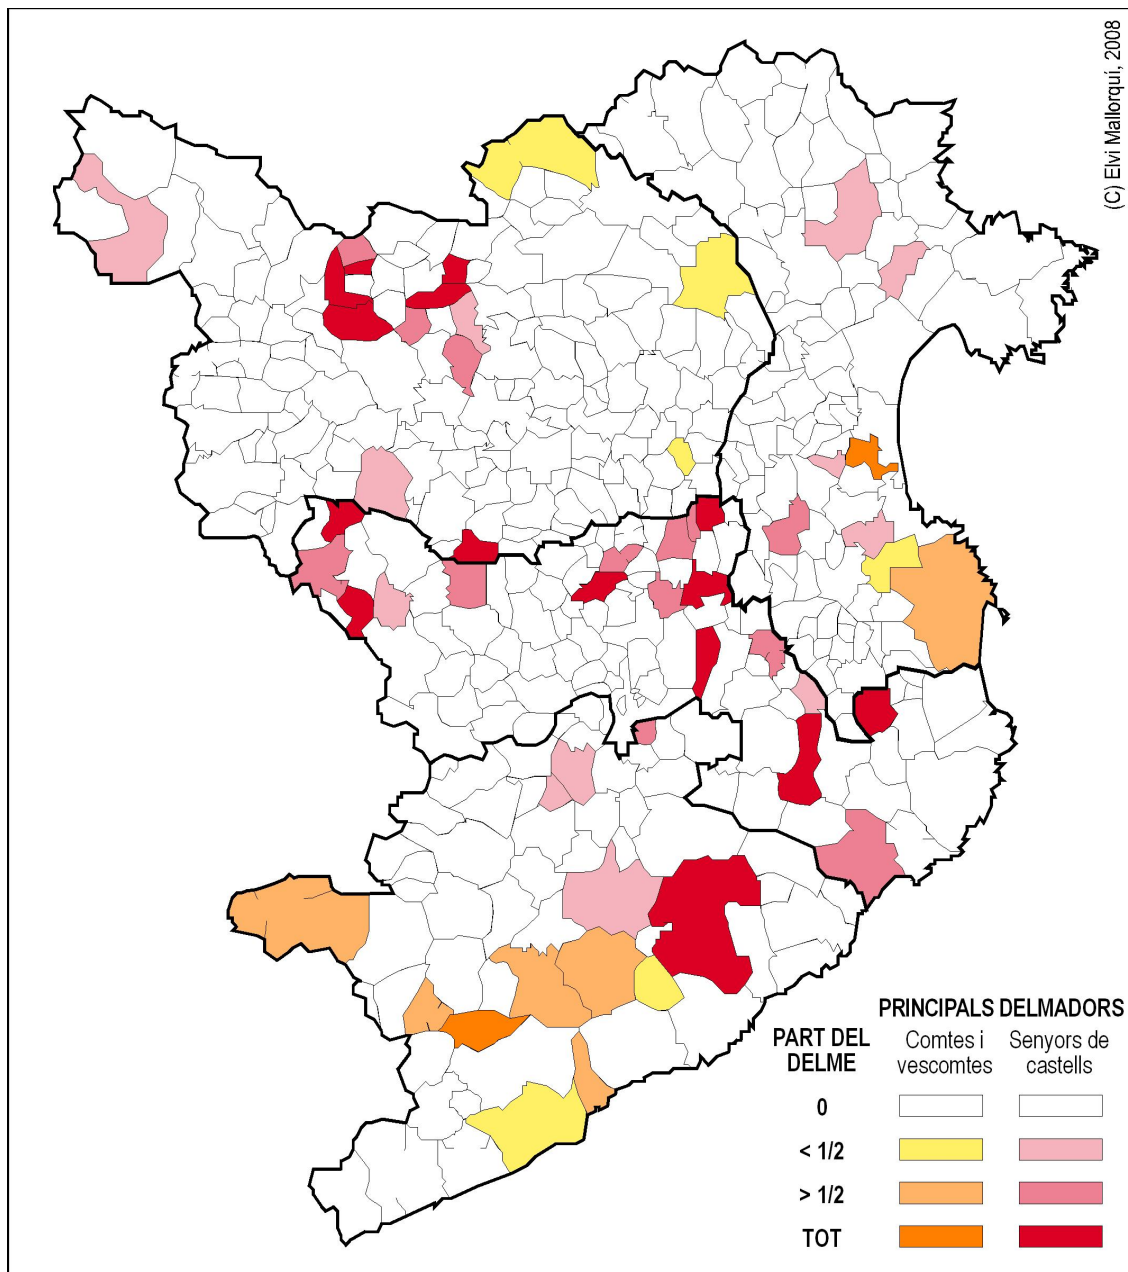 (C) Elvi Mallorquí, 2008
PRINCIPALS DELMADORS
PART DEL
DELME
Comtes i
vescomtes
Senyors de
castells
0
< 1/2
> 1/2
TOT